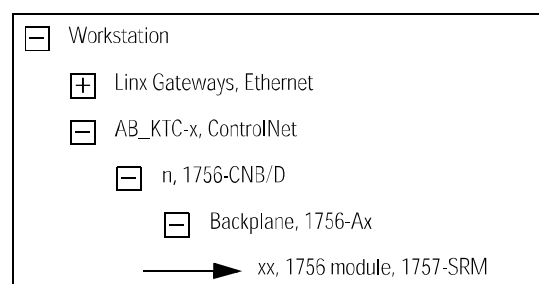 Workstation
Linx Gateways, Ethernet
AB_KTC-x, ControlNet
n, 1756-CNB/D
Backplane, 1756-Ax
xx, 1756 module, 1757-SRM